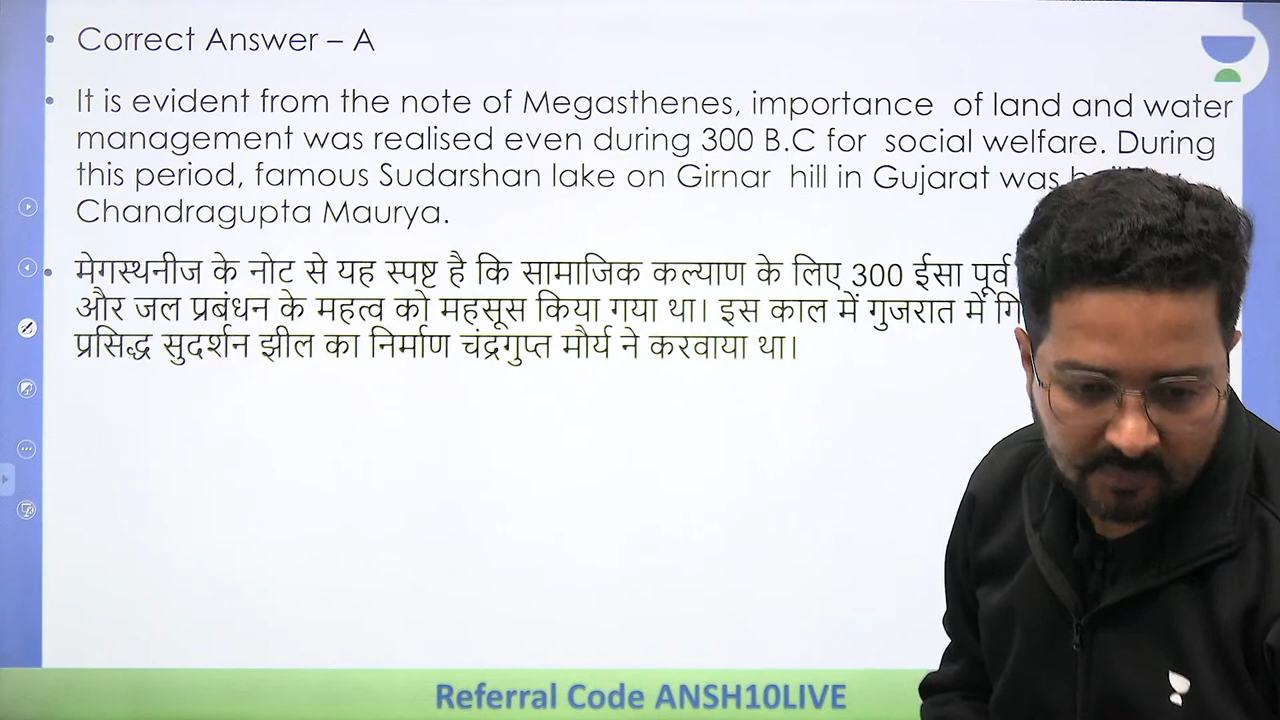 Correct Answer – A
It is evident from the note of Megasthenes, importance of land and water
management was realised even during 300 B.C for social welfare. During
this period, famous Sudarshan lake on Girnar hill in Gujarat was
Chandragupta Maurya.
मेगस्थनीज के नोट से यह स्पष्ट है कि सामाजिक कल्याण के लिए 300 ईसा पूर्व
और जल प्रबंधन के महत्व को महसूस किया गया था। इस काल में गुजरात में
प्रसिद्ध सुदर्शन झील का निर्माण चंद्रगुप्त मौर्य ने करवाया था।
Referral Code ANSH10LIVE